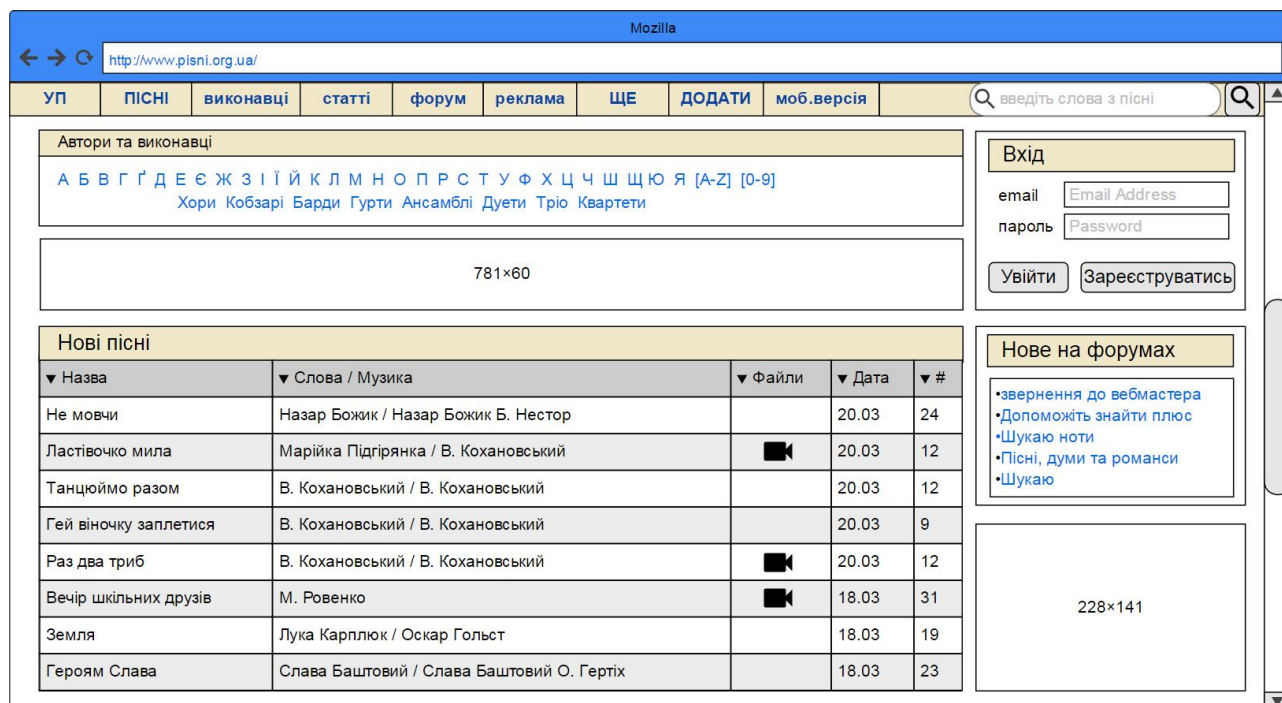 Mozilla
http://www.pisni.org.ua/
УП ПІСНІ виконавці статті форум реклама ЩЕ ДОДАТИ моб.версія введіть слова з пісні
Автори та виконавці
А Б В Г Ґ Д Е Є Ж З І Ї Й К Л М Н О П Р С Т У Ф Х Ц Ч Ш Щ Ю Я [A-Z] [0-9]
Хори Кобзарі Барди Гурти Ансамблі Дуети Тріо Квартети
781×60
Нові пісні
▼ Назва ▼ Слова / Музика ▼ Файли ▼ Дата ▼ #
Не мовчи Назар Божик / Назар Божик Б. Нестор 20.03 24
Ластівочко мила Марійка Підгірянка / В. Кохановський 20.03 12
Танцюймо разом В. Кохановський / В. Кохановський 20.03 12
Гей віночку заплетися В. Кохановський / В. Кохановський 20.03 9
Раз два триб В. Кохановський / В. Кохановський 20.03 12
Вечір шкільних друзів М. Ровенко 18.03 31
Земля Лука Карплюк / Оскар Гольст 18.03 19
Героям Слава Слава Баштовий / Слава Баштовий О. Гертіх 18.03 23
Вхід
email Email Address
пароль Password
Увійти Зареєструватись
Нове на форумах
•звернення до вебмастера
•Допоможіть знайти плюс
•Шукаю ноти
•Пісні, думи та романси
•Шукаю
228×141